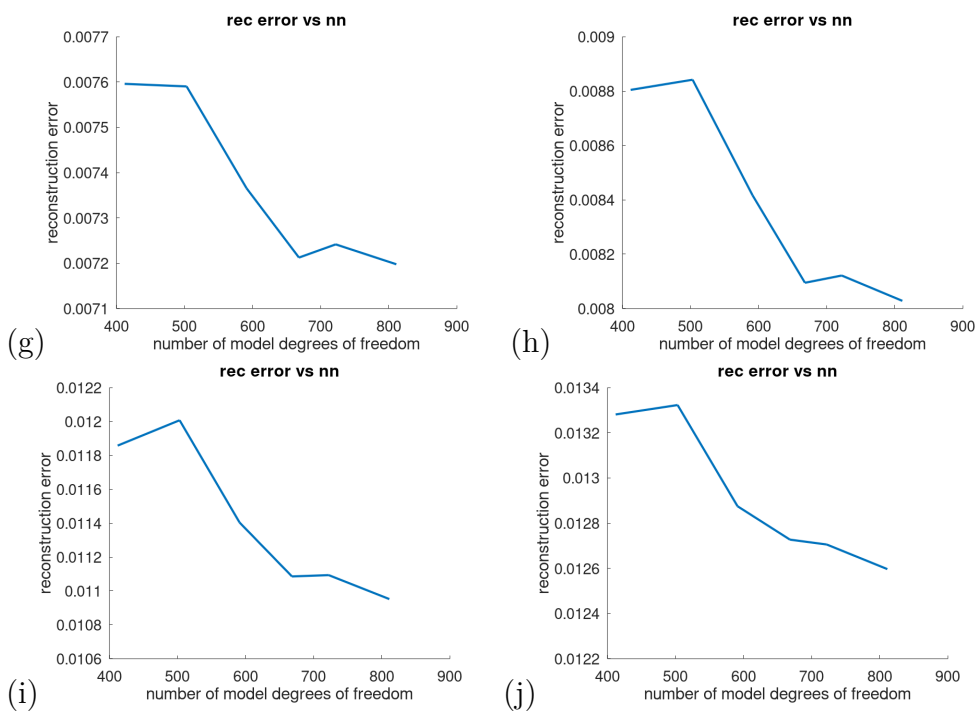 rec error vs nn
0.0077
0.0076
0.0075
0.0074
0.0073
0.0072
0.0071
reconstruction error
400 500 600 700 800 900
number of model degrees of freedom
(g)
rec error vs nn
0.009
0.0088
0.0086
0.0084
0.0082
0.008
reconstruction error
400 500 600 700 800 900
number of model degrees of freedom
(h)
rec error vs nn
0.0122
0.012
0.0118
0.0116
0.0114
0.0112
0.011
0.0108
0.0106
reconstruction error
400 500 600 700 800 900
number of model degrees of freedom
(i)
rec error vs nn
0.0134
0.0132
0.013
0.0128
0.0126
0.0124
0.0122
reconstruction error
400 500 600 700 800 900
number of model degrees of freedom
(j)